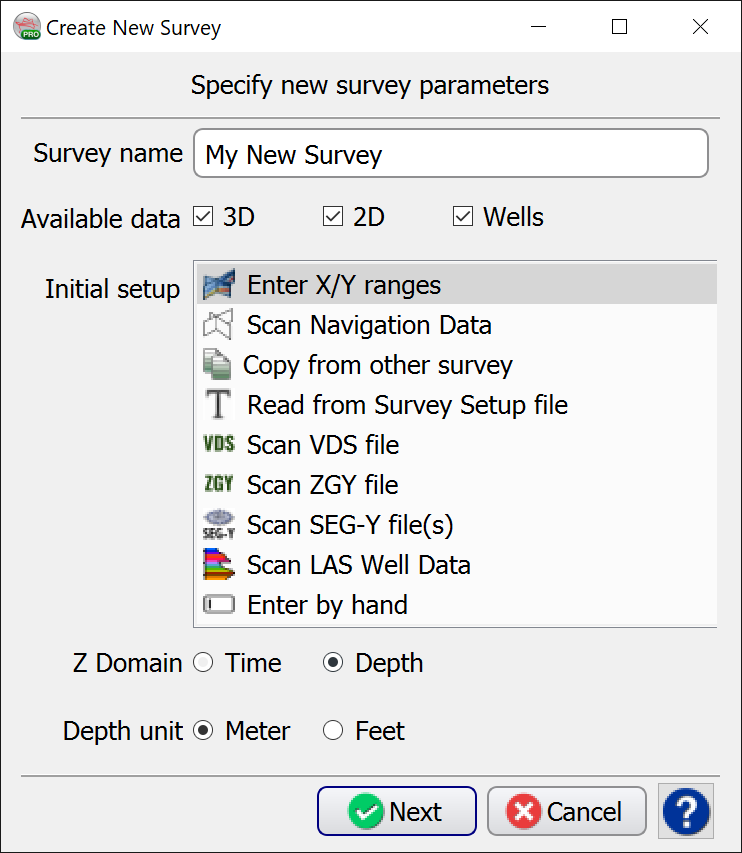 PRO Create New Survey
Specify new survey parameters
Survey name My New Survey
Available data 3D 2D Wells
Initial setup Enter X/Y ranges
Scan Navigation Data
Copy from other survey
T Read from Survey Setup file
VDS Scan VDS file
ZGY Scan ZGY file
SEG-Y Scan SEG-Y file(s)
Scan LAS Well Data
Enter by hand
Z Domain Time Depth
Depth unit Meter Feet
Next Cancel ?